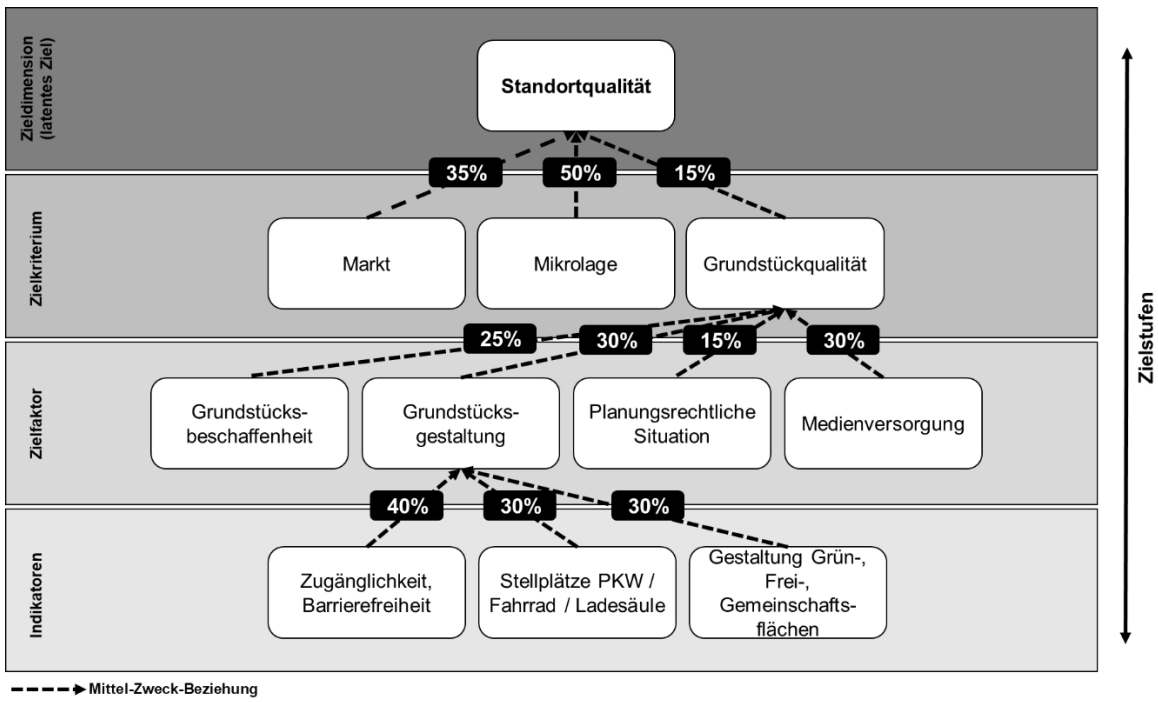 Zieldimension
(latentes Ziel)
Standortqualität
35%
50%
15%
Zielkriterium
Markt
Mikrolage
Grundstückqualität
25%
30%
15%
30%
Zielfaktor
Grundstücks-
beschaffenheit
Grundstücks-
gestaltung
Planungsrechtliche
Situation
Medienversorgung
40%
30%
30%
Indikatoren
Zugänglichkeit,
Barrierefreiheit
Stellplätze PKW /
Fahrrad / Ladesäule
Gestaltung Grün-,
Frei-,
Gemeinschafts-
flächen
Zielstufen
Mittel-Zweck-Beziehung